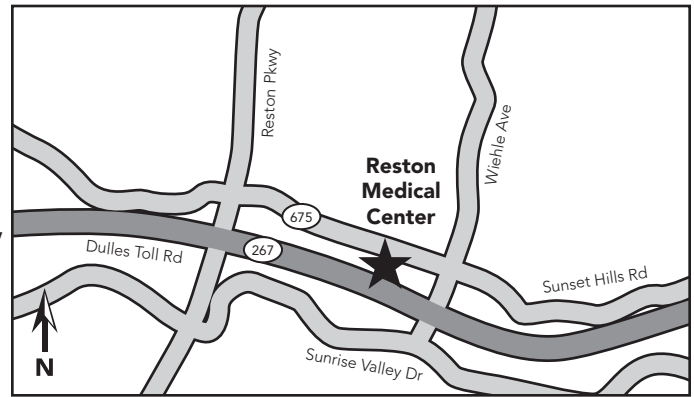 Reston Pkwy
Wiehle Ave
Reston
Medical
Center
675
Dulles Toll Rd
267
Sunset Hills Rd
Sunrise Valley Dr
N